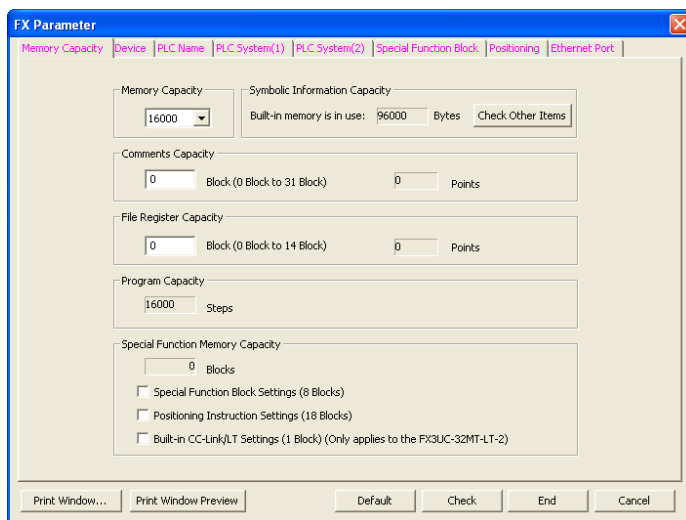 FX Parameter
Memory Capacity Device PLC Name PLC System(1) PLC System(2) Special Function Block Positioning Ethernet Port
Memory Capacity
16000
Symbolic Information Capacity
Built-in memory is in use: 96000 Bytes Check Other Items
Comments Capacity
0 Block (0 Block to 31 Block) 0 Points
File Register Capacity
0 Block (0 Block to 14 Block) 0 Points
Program Capacity
16000 Steps
Special Function Memory Capacity
0 Blocks
Special Function Block Settings (8 Blocks)
Positioning Instruction Settings (18 Blocks)
Built-in CC-Link/LT Settings (1 Block) (Only applies to the FX3UC-32MT-LT-2)
Print Window... Print Window Preview Default Check End Cancel